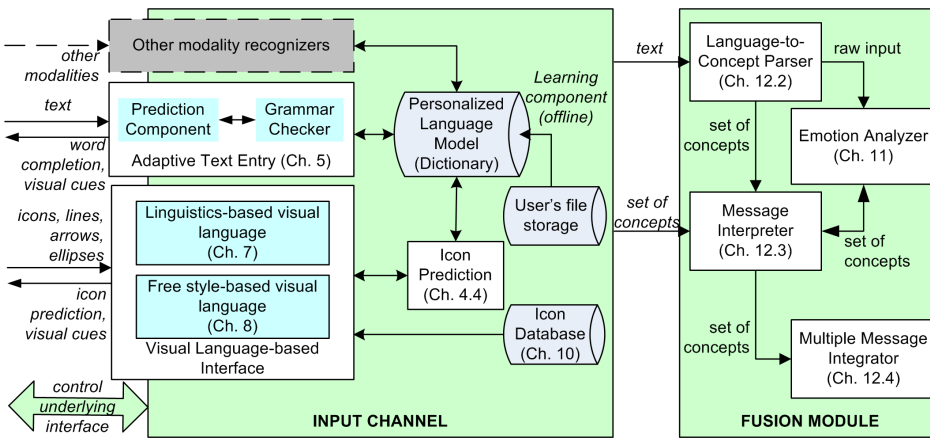 other
modalities
text
word
completion,
visual cues
icons, lines,
arrows,
ellipses
icon
prediction,
visual cues
control
underlying
interface
Other modality recognizers
Prediction
Component
Grammar
Checker
Adaptive Text Entry (Ch. 5)
Linguistics-based visual
language
(Ch. 7)
Free style-based visual
language
(Ch. 8)
Visual Language-based
Interface
Personalized
Language
Model
(Dictionary)
Learning
component
(offline)
User's file
storage
Icon
Prediction
(Ch. 4.4)
Icon
Database
(Ch. 10)
INPUT CHANNEL
text
set of
concepts
Language-to-
Concept Parser
(Ch. 12.2)
raw input
set of
concepts
Emotion Analyzer
(Ch. 11)
Message
Interpreter
(Ch. 12.3)
set of
concepts
set of
concepts
Multiple Message
Integrator
(Ch. 12.4)
FUSION MODULE